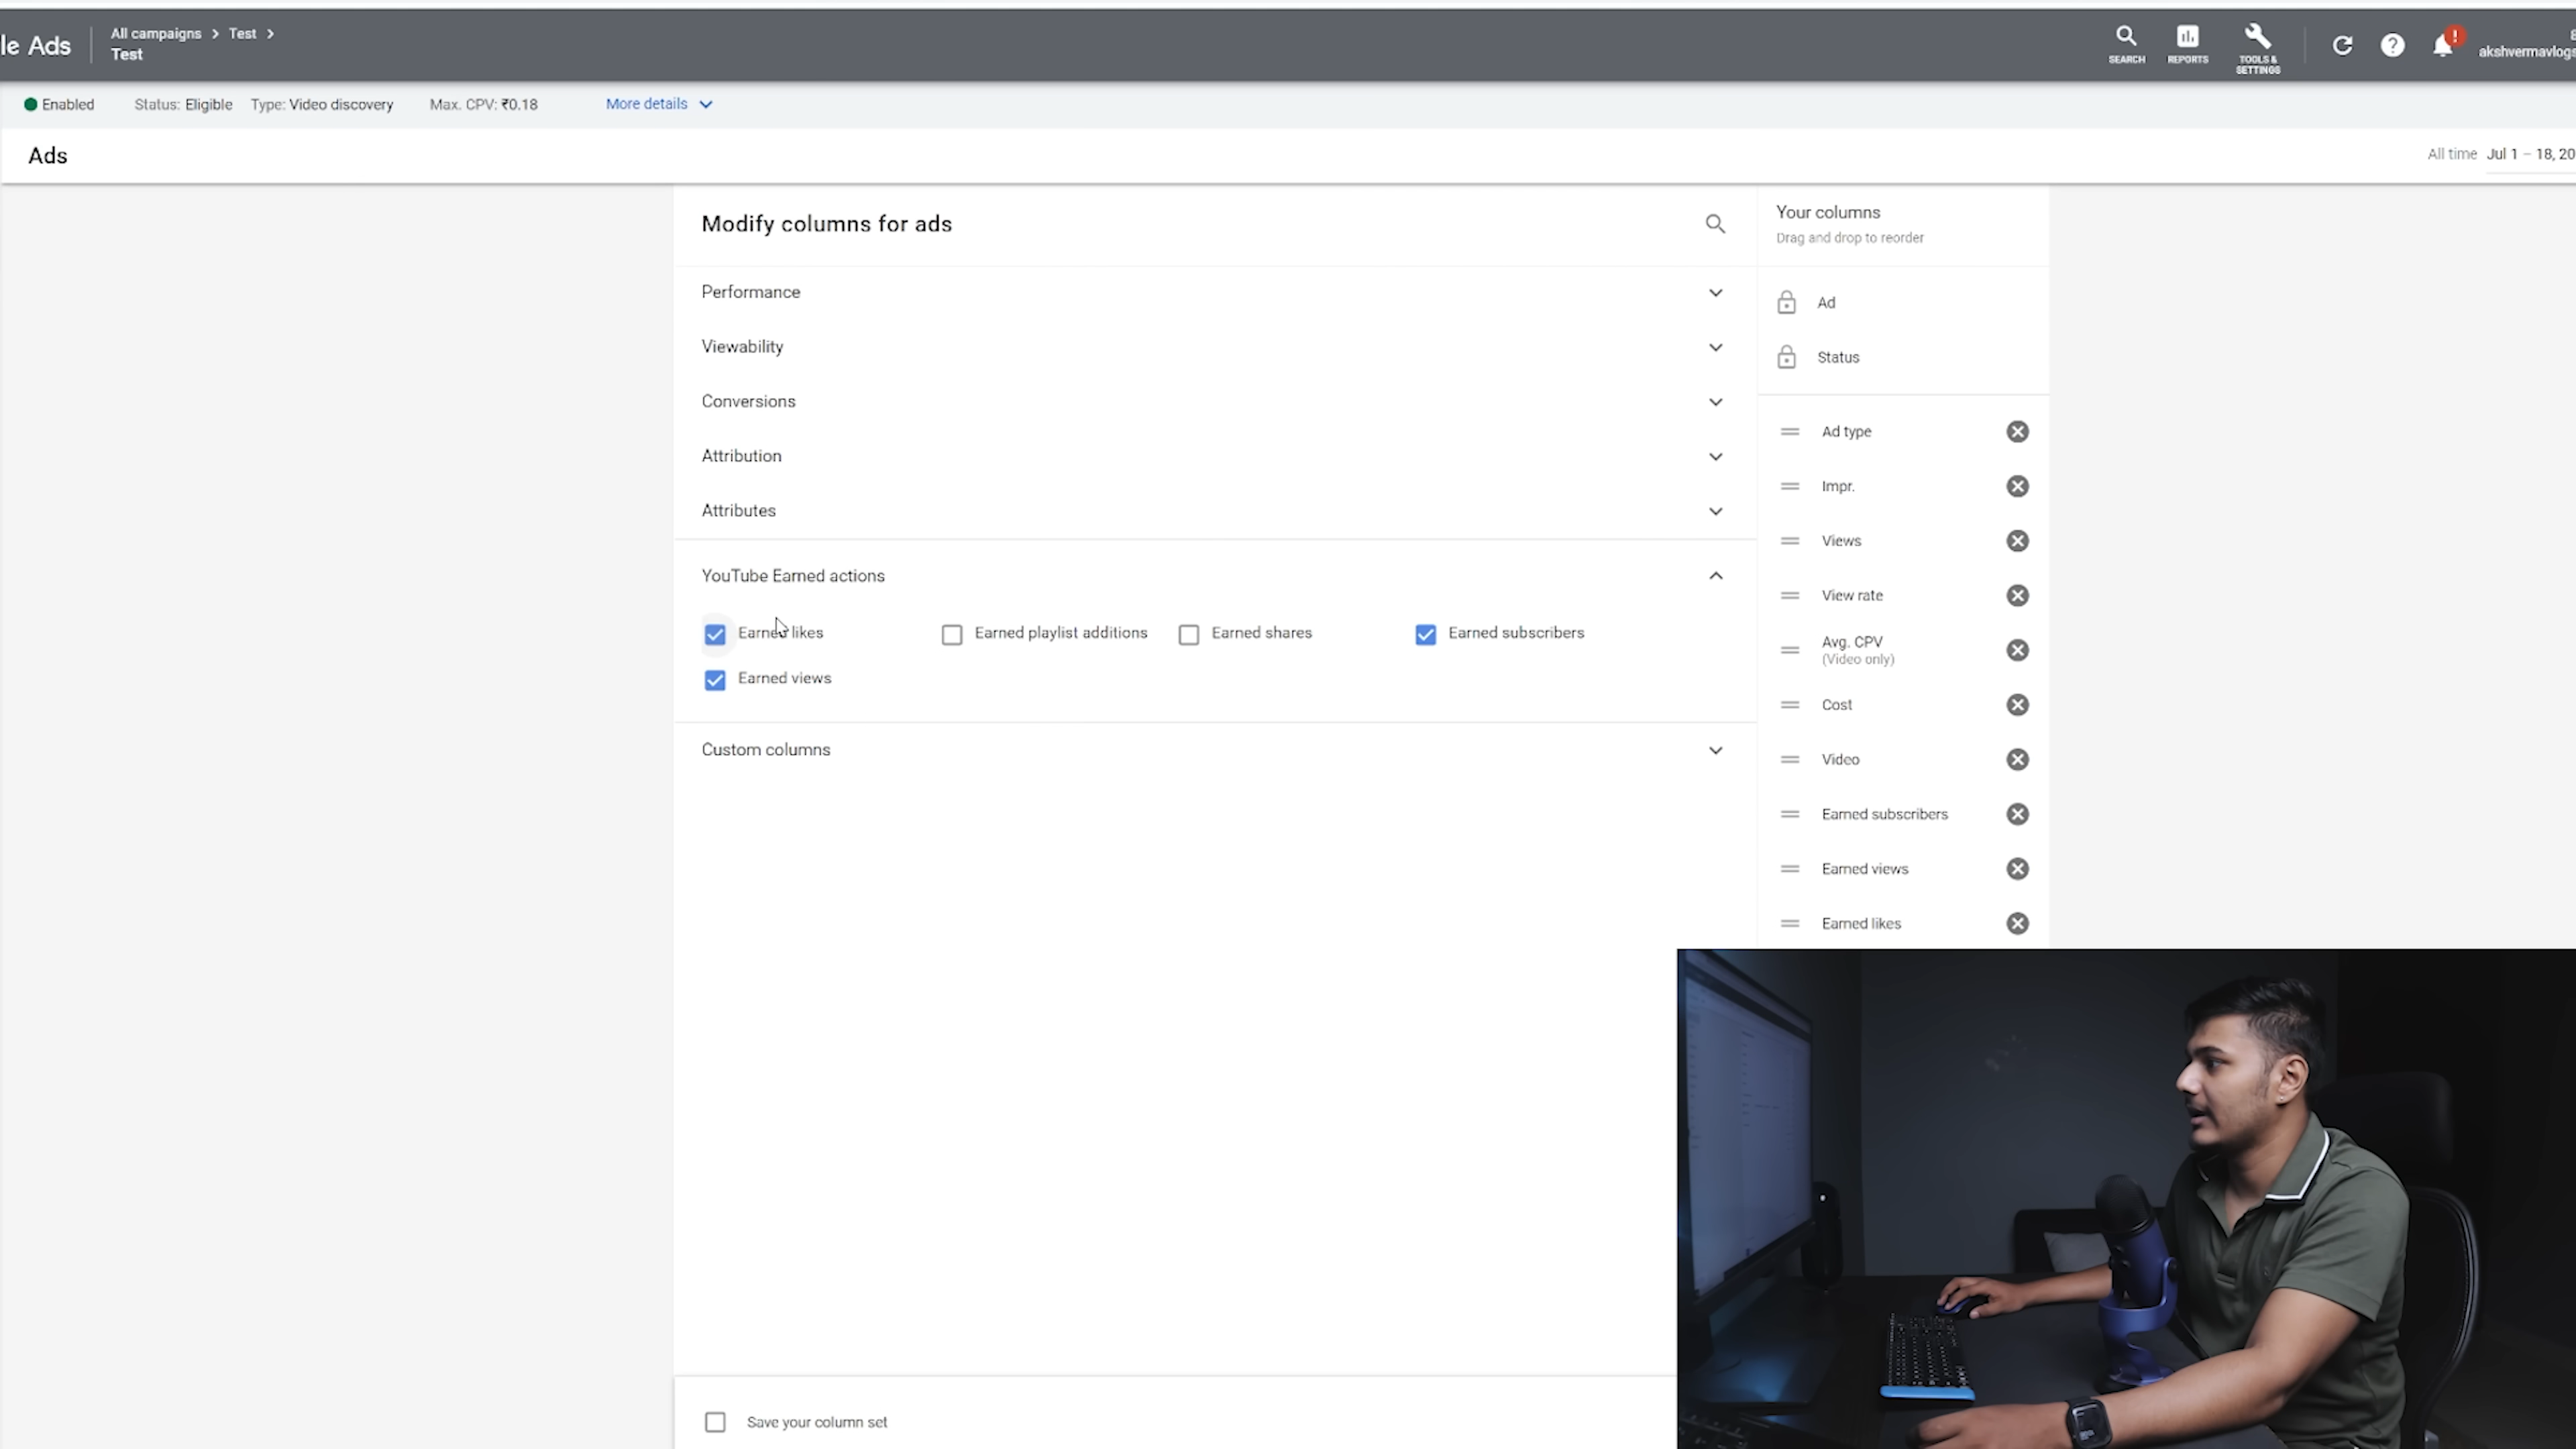 le Ads
All campaigns > Test >
Test
SEARCH
REPORTS
TOOLS &
SETTINGS
akshvermavlogs
Enabled
Status: Eligible
Type: Video discovery
Max. CPV: ₹0.18
More details
Ads
All time
Jul 1 – 18, 20
Modify columns for ads
Performance
Viewability
Conversions
Attribution
Attributes
YouTube Earned actions
Earned likes
Earned playlist additions
Earned shares
Earned subscribers
Earned views
Custom columns
Save your column set
Your columns
Drag and drop to reorder
Ad
Status
Ad type
Impr.
Views
View rate
Avg. CPV
(Video only)
Cost
Video
Earned subscribers
Earned views
Earned likes